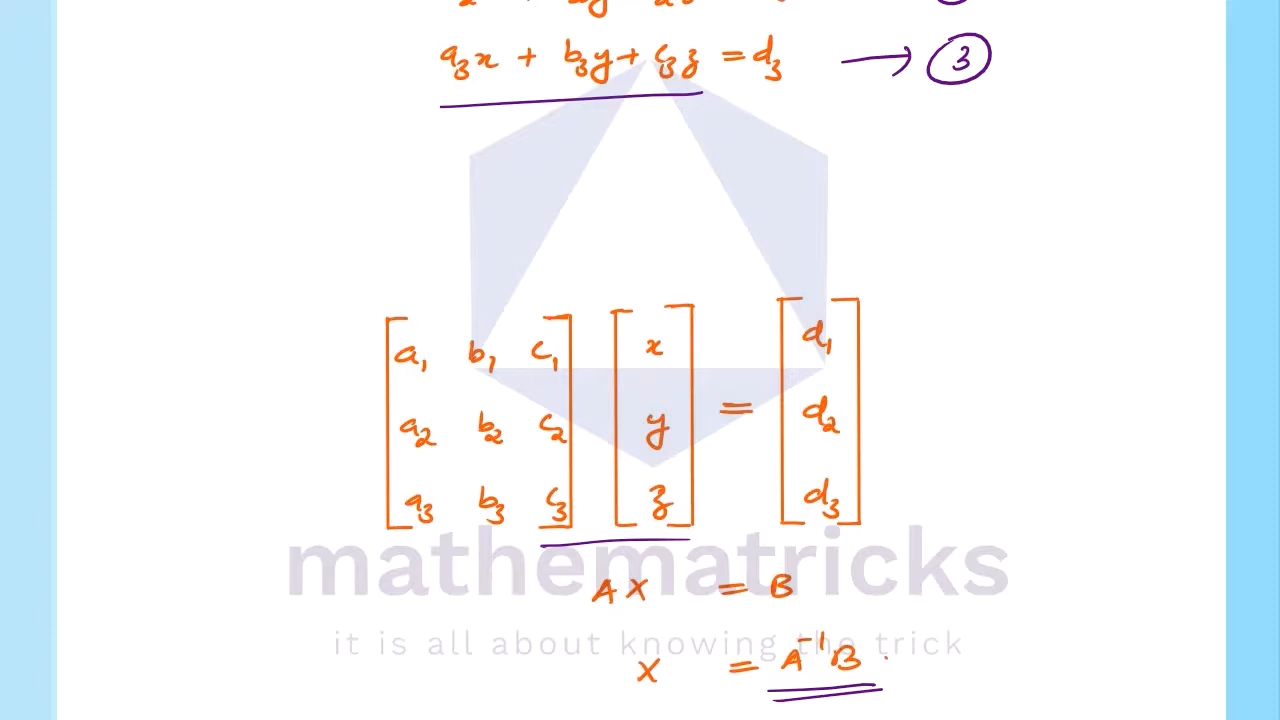 a₃x + b₃y + c₃z = d₃ → 3
[a₁ b₁ c₁] [x] = [d₁]
[a₂ b₂ c₂] [y] [d₂]
[a₃ b₃ c₃] [z] [d₃]
mathematricks
AX = B
it is all about knowing the trick
X = A⁻¹B